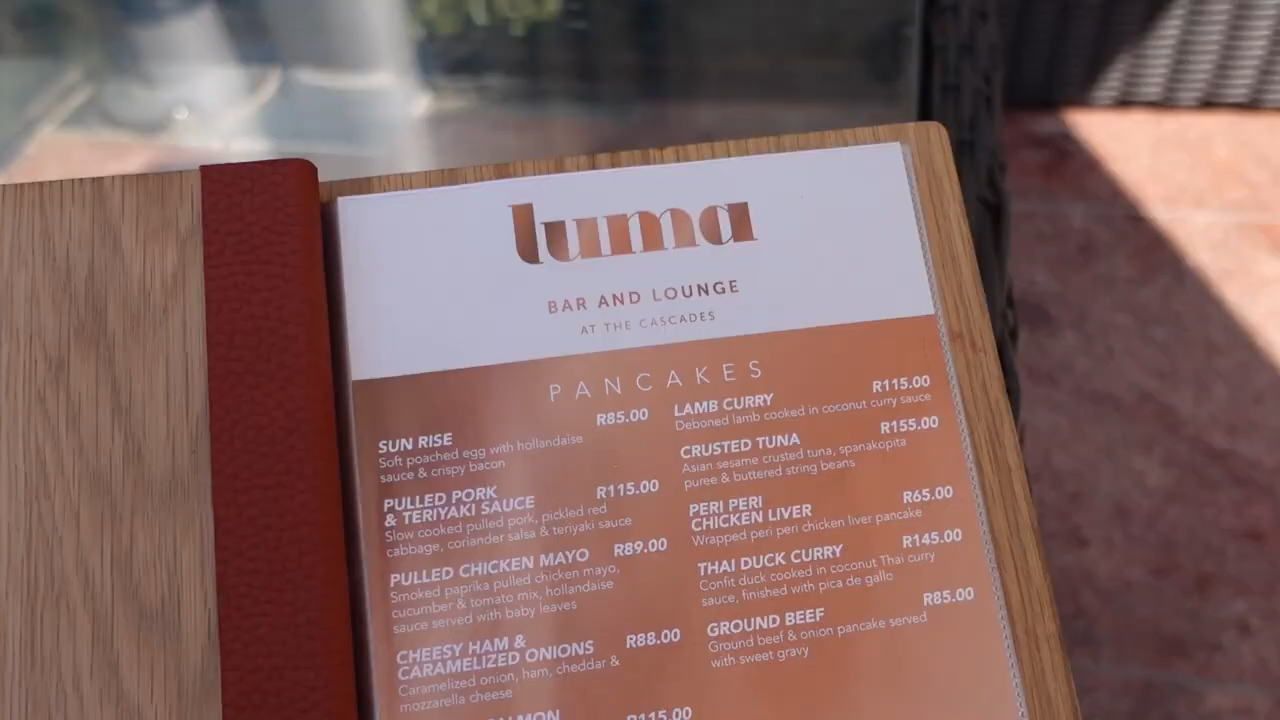 luma
BAR AND LOUNGE
AT THE CASCADES
PANCAKES
SUN RISE R85.00
Soft poached egg with hollandaise
sauce & crispy bacon
PULLED PORK
& TERIYAKI SAUCE R115.00
Slow cooked pulled pork, pickled red
cabbage, coriander salsa & teriyaki sauce
PULLED CHICKEN MAYO R89.00
Smoked paprika pulled chicken mayo,
cucumber & tomato mix, hollandaise
sauce served with baby leaves
CHEESY HAM &
CARAMELIZED ONIONS R88.00
Caramelized onion, ham, cheddar &
mozzarella cheese
R115.00
LAMB CURRY R115.00
Deboned lamb cooked in coconut curry sauce
CRUSTED TUNA R155.00
Asian sesame crusted tuna, spanakopita
puree & buttered string beans
PERI PERI
CHICKEN LIVER R65.00
Wrapped peri peri chicken liver pancake
THAI DUCK CURRY R145.00
Confit duck cooked in coconut Thai curry
sauce, finished with pica de gallo
GROUND BEEF R85.00
Ground beef & onion pancake served
with sweet gravy